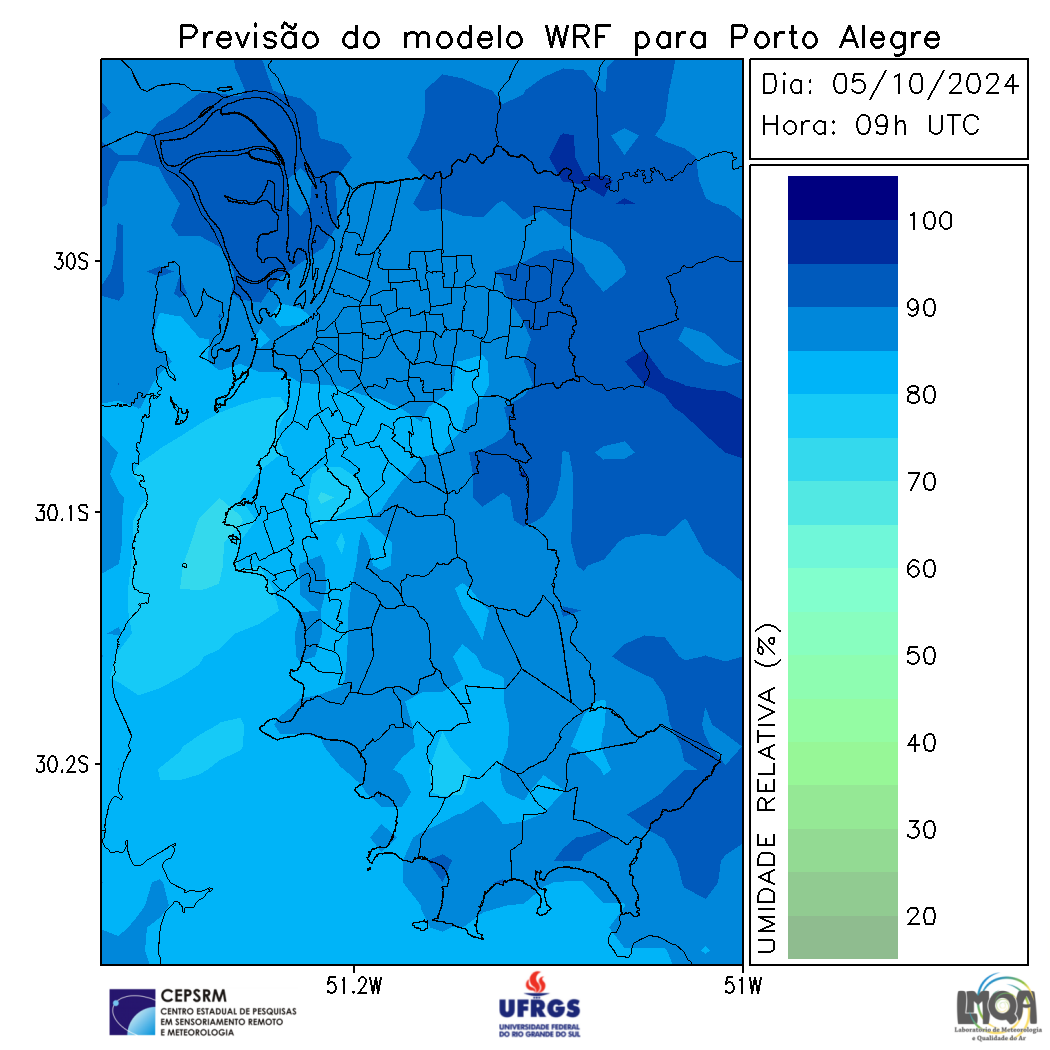 Previsão do modelo WRF para Porto Alegre
Dia: 05/10/2024
Hora: 09h UTC
100
90
80
70
60
50
40
30
20
UMIDADE RELATIVA (%)
30S
30.1S
30.2S
51.2W
51W
CEPSRM
CENTRO ESTADUAL DE PESQUISAS
EM SENSORIAMENTO REMOTO
E METEOROLOGIA
UFRGS
UNIVERSIDADE FEDERAL
DO RIO GRANDE DO SUL
LMQA
Laboratório de Meteorologia
e Qualidade do Ar